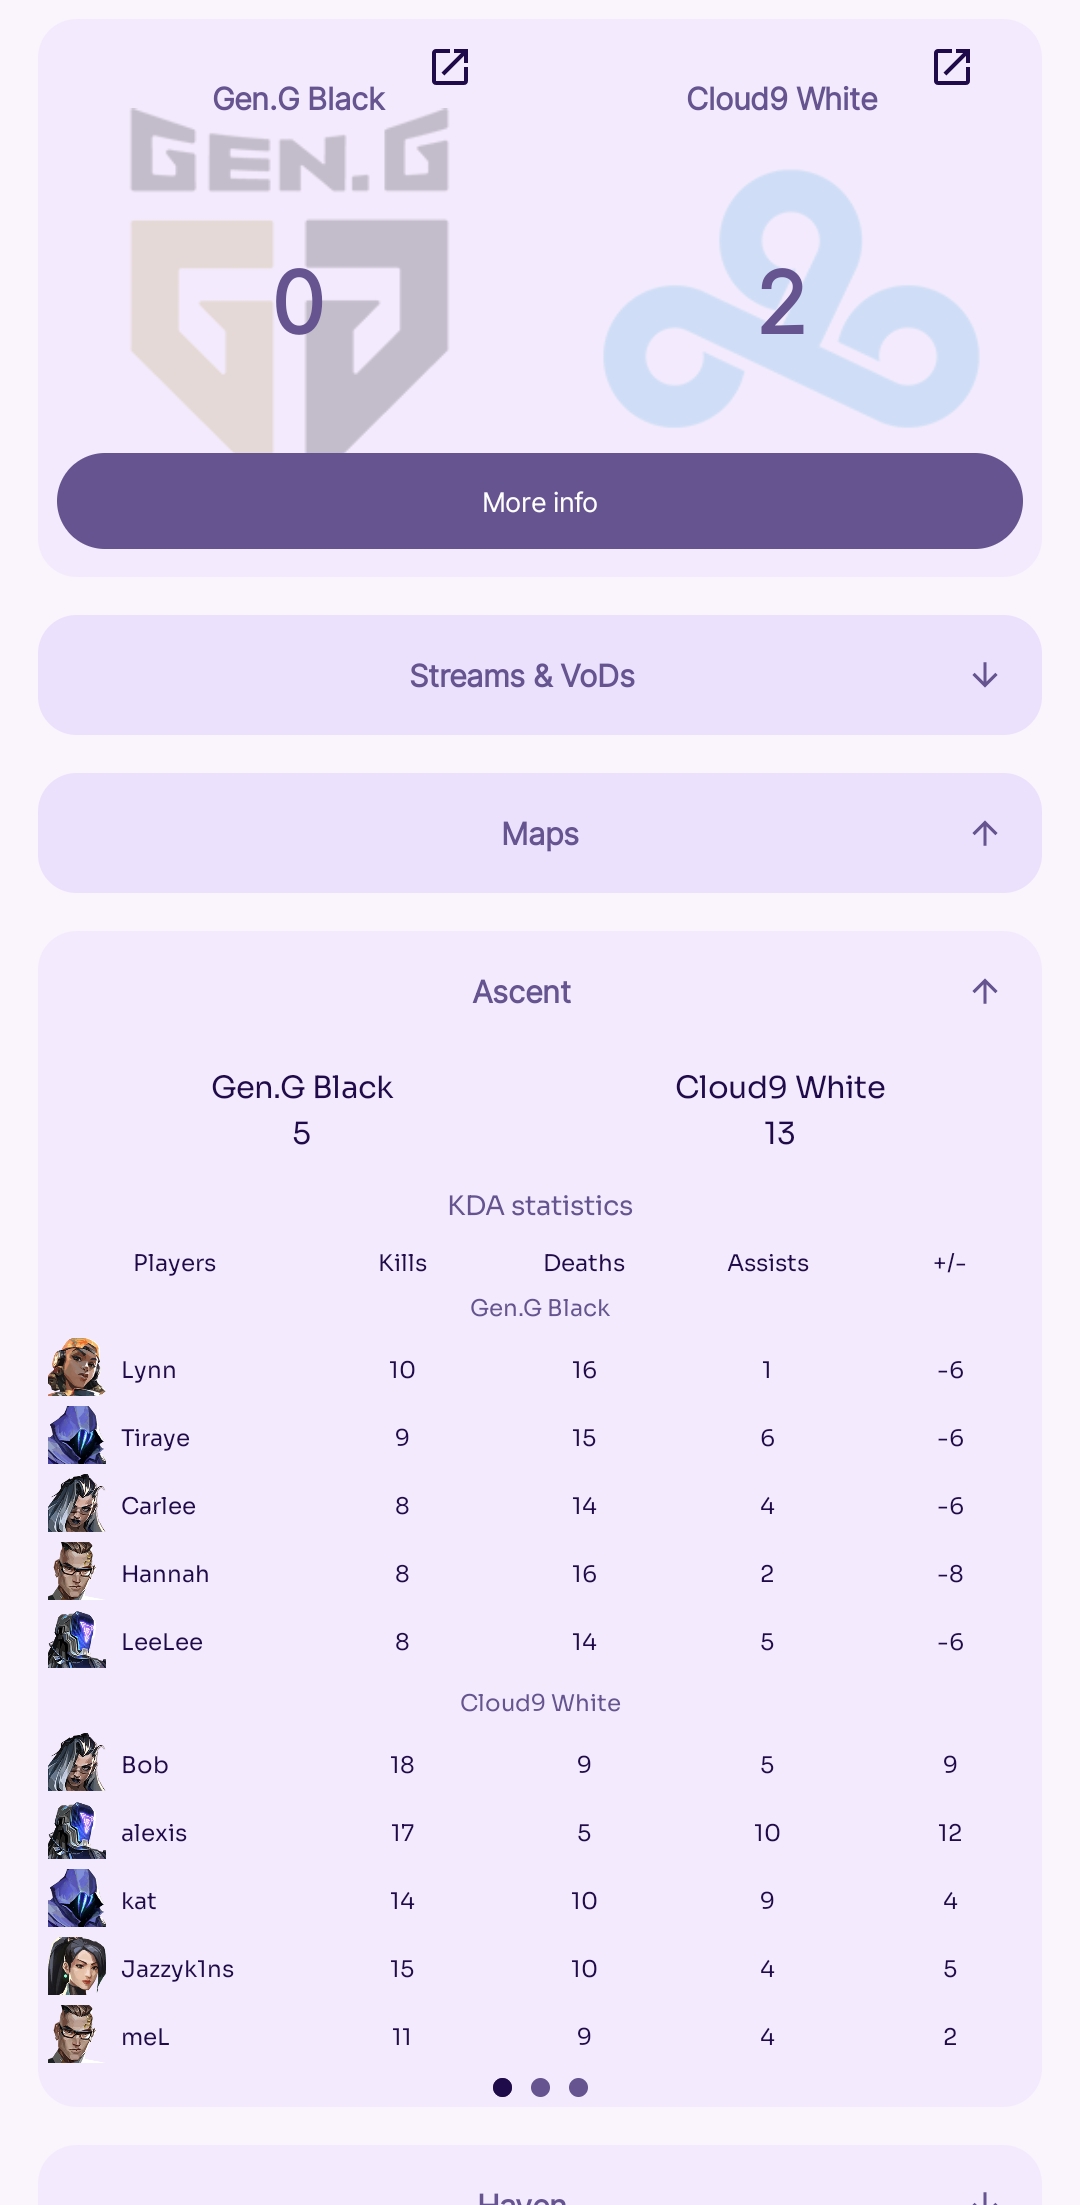 Gen.G Black
Cloud9 White
GEN.G
0
2
More info
Streams & VoDs
Maps
Ascent
Gen.G Black Cloud9 White
5 13
KDA statistics
Players Kills Deaths Assists +/-
Gen.G Black
Lynn 10 16 1 -6
Tiraye 9 15 6 -6
Carlee 8 14 4 -6
Hannah 8 16 2 -8
LeeLee 8 14 5 -6
Cloud9 White
Bob 18 9 5 9
alexis 17 5 10 12
kat 14 10 9 4
Jazzyk1ns 15 10 4 5
meL 11 9 4 2
Haven